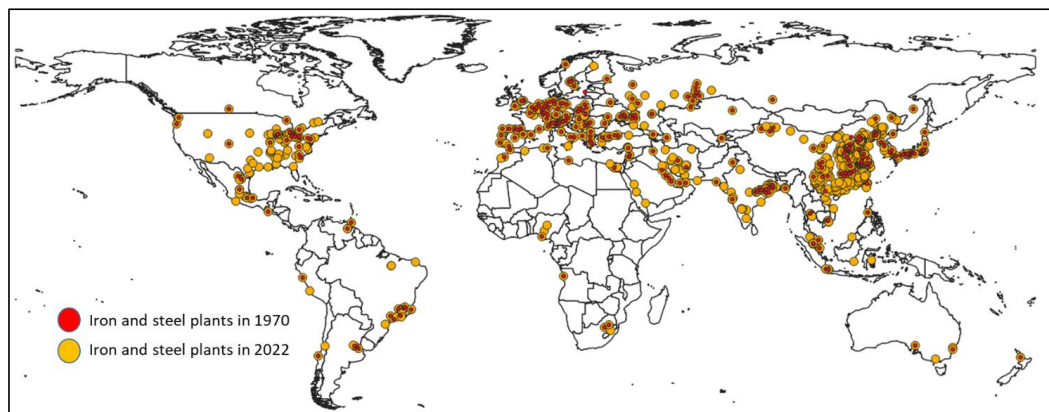 Iron and steel plants in 1970
Iron and steel plants in 2022